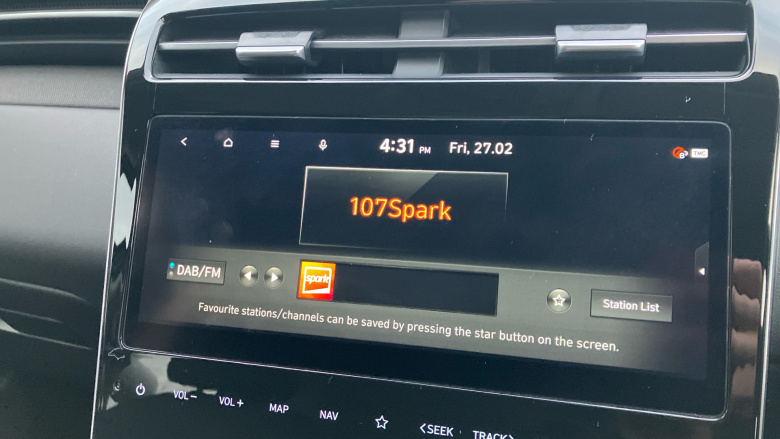 4:31 PM Fri, 27.02
TMC
107Spark
DAB/FM
spark
Station List
Favourite stations/channels can be saved by pressing the star button on the screen.
VOL− VOL+ MAP NAV <SEEK TRACK>